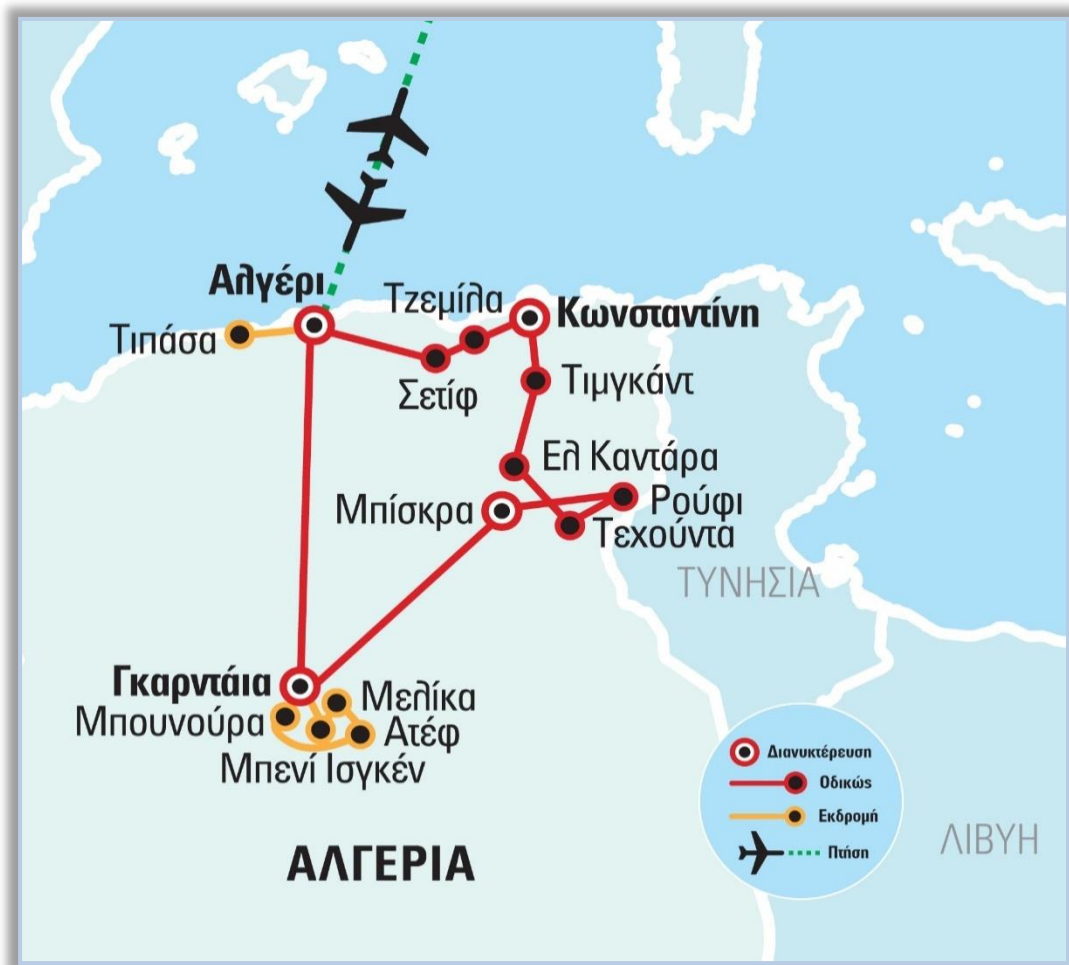 Αλγέρι
Τζεμίλα
Κωνσταντίνη
Τιπάσα
Σετίφ
Τιμγκάντ
Ελ Καντάρα
Μπίσκρα
Ρούφι
Τεχούντα
ΤΥΝΗΣΙΑ
Γκαρντάια
Μελίκα
Μπουνούρα
Ατέφ
Μπενί Ισγκέν
Διανυκτέρευση
Οδικώς
Εκδρομή
Πτήση
ΛΙΒΥΗ
ΑΛΓΕΡΙΑ